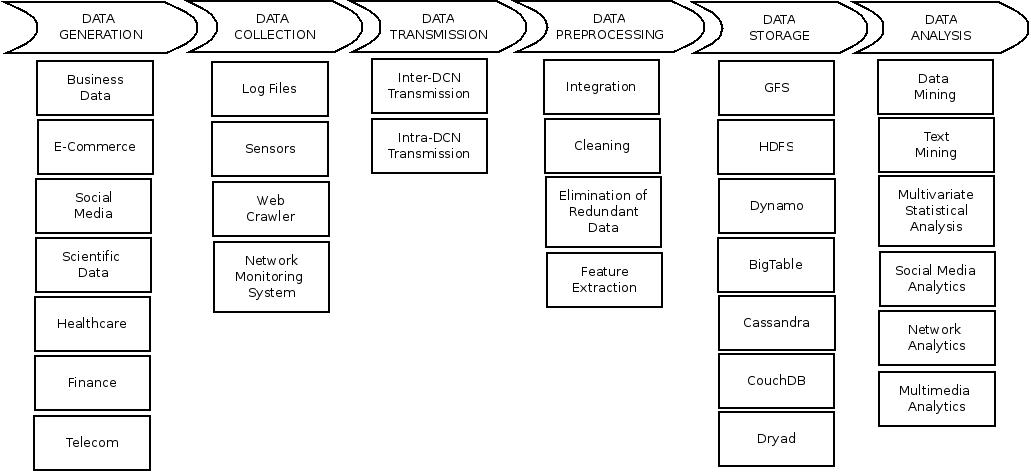 DATA
GENERATION
DATA
COLLECTION
DATA
TRANSMISSION
DATA
PREPROCESSING
DATA
STORAGE
DATA
ANALYSIS
Business
Data
E-Commerce
Social
Media
Scientific
Data
Healthcare
Finance
Telecom
Log Files
Sensors
Web
Crawler
Network
Monitoring
System
Inter-DCN
Transmission
Intra-DCN
Transmission
Integration
Cleaning
Elimination of
Redundant
Data
Feature
Extraction
GFS
HDFS
Dynamo
BigTable
Cassandra
CouchDB
Dryad
Data
Mining
Text
Mining
Multivariate
Statistical
Analysis
Social Media
Analytics
Network
Analytics
Multimedia
Analytics